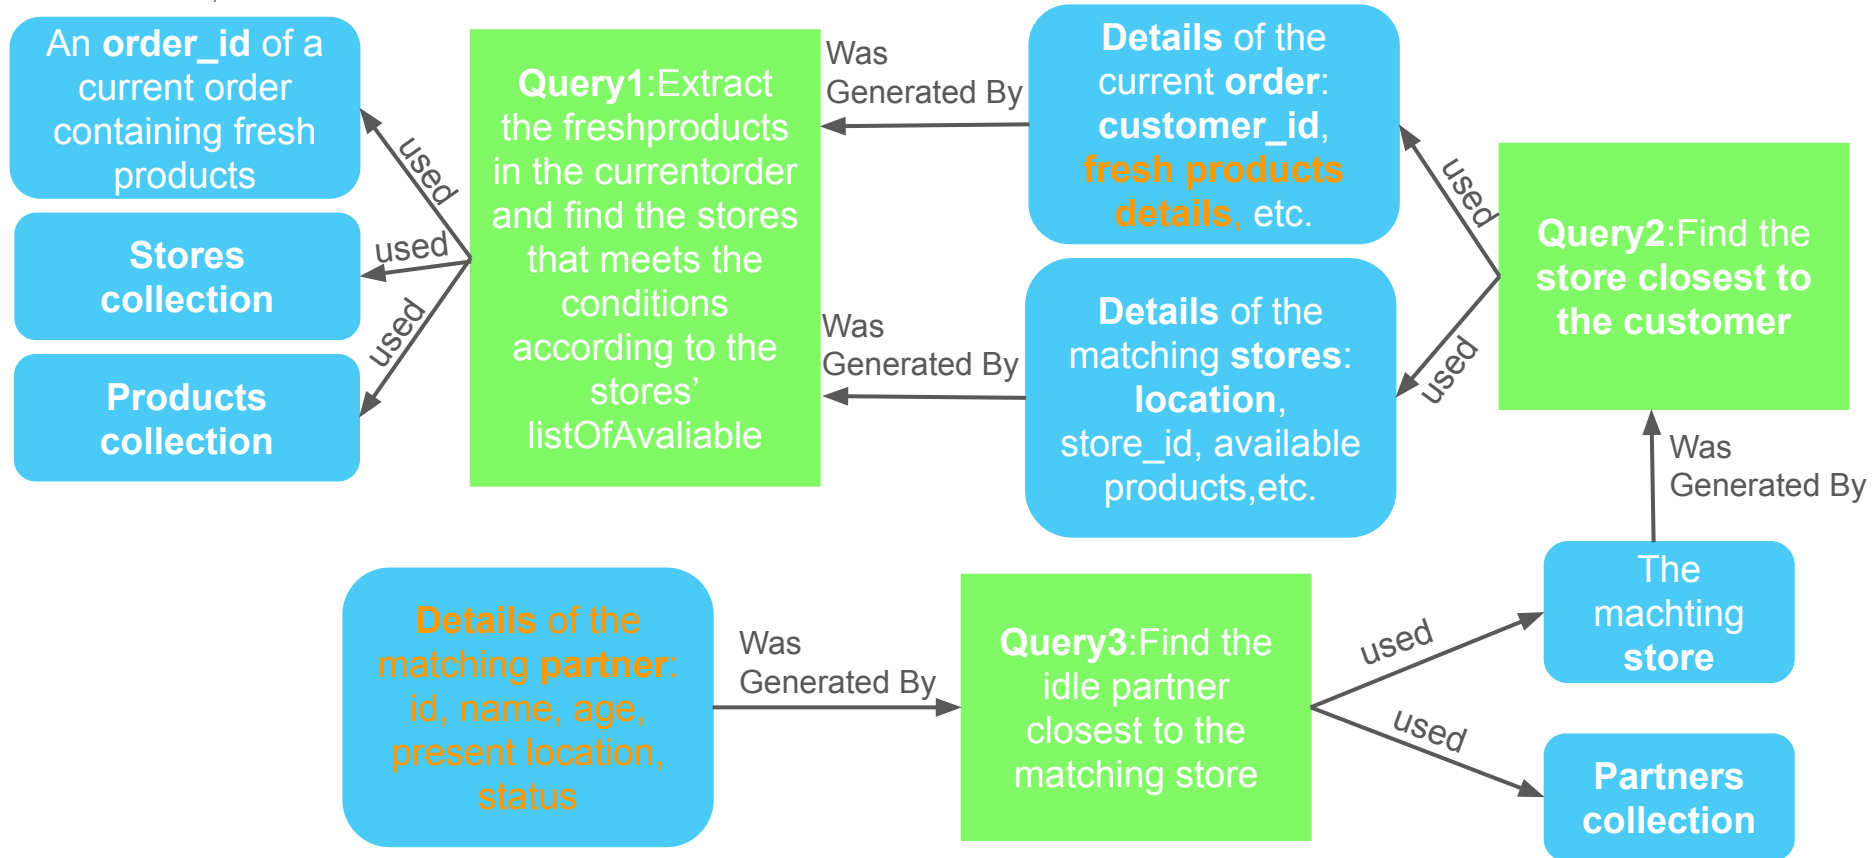 An order_id of a
current order
containing fresh
products
Stores
collection
Products
collection
used
used
used
Query1:Extract
the freshproducts
in the currentorder
and find the stores
that meets the
conditions
according to the
stores’
listOfAvaliable
Was
Generated By
Was
Generated By
Details of the
current order:
customer_id,
fresh products
details, etc.
Details of the
matching stores:
location,
store_id, available
products,etc.
used
used
Query2:Find the
store closest to
the customer
Was
Generated By
The
machting
store
Partners
collection
used
used
Query3:Find the
idle partner
closest to the
matching store
Was
Generated By
Details of the
matching partner:
id, name, age,
present location,
status